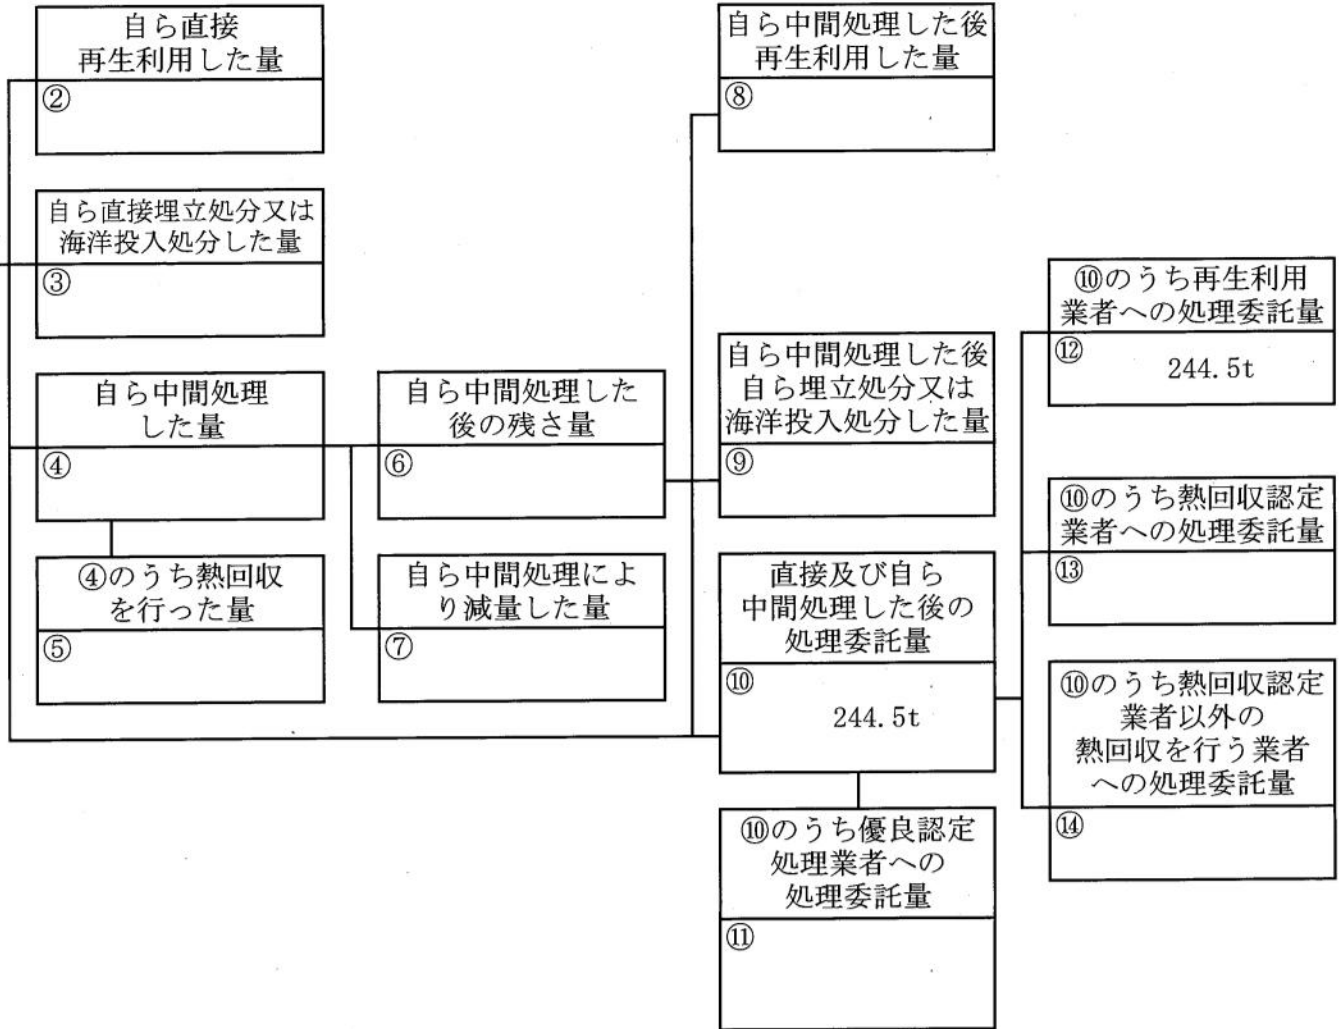 自ら直接
再生利用した量
②
自ら直接埋立処分又は
海洋投入処分した量
③
自ら中間処理
した量
④
④のうち熱回収
を行った量
⑤
自ら中間処理した
後の残さ量
⑥
自ら中間処理によ
り減量した量
⑦
自ら中間処理した後
再生利用した量
⑧
自ら中間処理した後
自ら埋立処分又は
海洋投入処分した量
⑨
直接及び自ら
中間処理した後の
処理委託量
⑩
244.5t
⑩のうち優良認定
処理業者への
処理委託量
⑪
⑩のうち再生利用
業者への処理委託量
⑫
244.5t
⑩のうち熱回収認定
業者への処理委託量
⑬
⑩のうち熱回収認定
業者以外の
熱回収を行う業者
への処理委託量
⑭